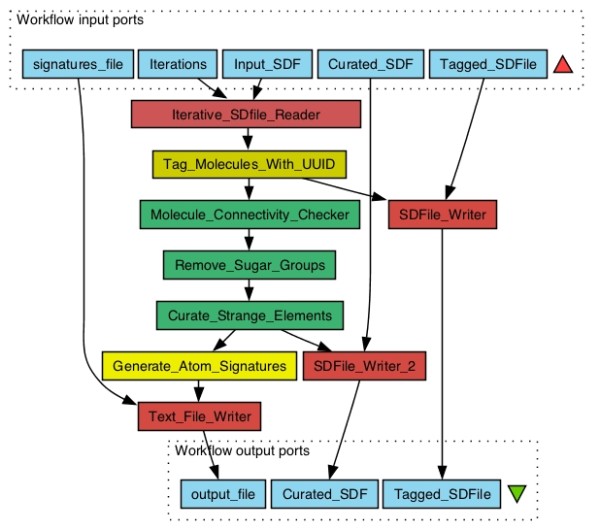 Workflow input ports
signatures_file
Iterations
Input_SDF
Curated_SDF
Tagged_SDFile
Iterative_SDfile_Reader
Tag_Molecules_With_UUID
Molecule_Connectivity_Checker
SDFile_Writer
Remove_Sugar_Groups
Curate_Strange_Elements
Generate_Atom_Signatures
SDFile_Writer_2
Text_File_Writer
Workflow output ports
output_file
Curated_SDF
Tagged_SDFile